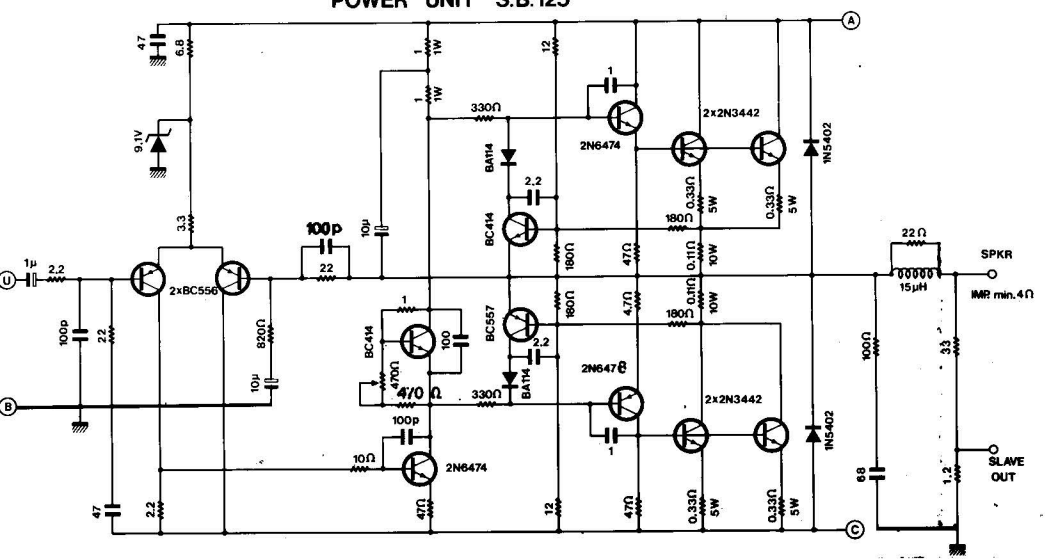 POWER UNIT S.B.125
A
47
6.8
1
1W
12
1
1
1W
330Ω
2N6474
2x2N3442
1N5402
9.1V
BA114
2,2
0.33Ω
5W
0.33Ω
5W
3.3
100p
10µ
BC414
180Ω
22Ω
1µ
2,2
U
2xBC556
22
180Ω
47Ω
0.11Ω
10W
15µH
SPKR
IMP. min. 4Ω
100p
22
820Ω
10µ
1
BC414
100
470Ω
BC557
180Ω
4,7Ω
0.11Ω
10W
180Ω
2,2
BA114
100Ω
33
B
470 Ω
330Ω
2N647
2x2N3442
1N5402
100p
10Ω
2N6474
1
SLAVE
OUT
47
2.2
47Ω
12
47Ω
0.33Ω
5W
0.33Ω
5W
68
1.2
C